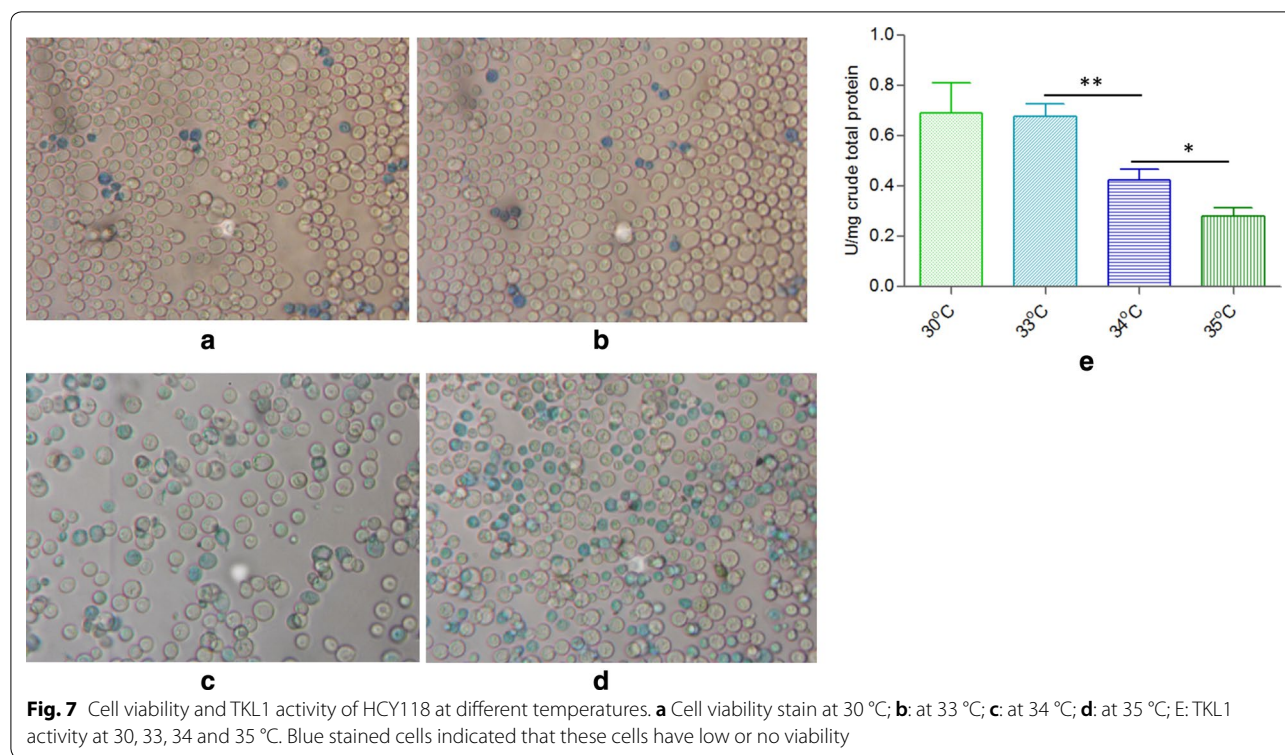 a
b
1.0
0.8
0.6
0.4
0.2
0.0
U/mg crude total protein
**
*
30°C
33°C
34°C
35°C
e
c
d
Fig. 7 Cell viability and TKL1 activity of HCY118 at different temperatures. a Cell viability stain at 30 °C; b: at 33 °C; c: at 34 °C; d: at 35 °C; E: TKL1
activity at 30, 33, 34 and 35 °C. Blue stained cells indicated that these cells have low or no viability